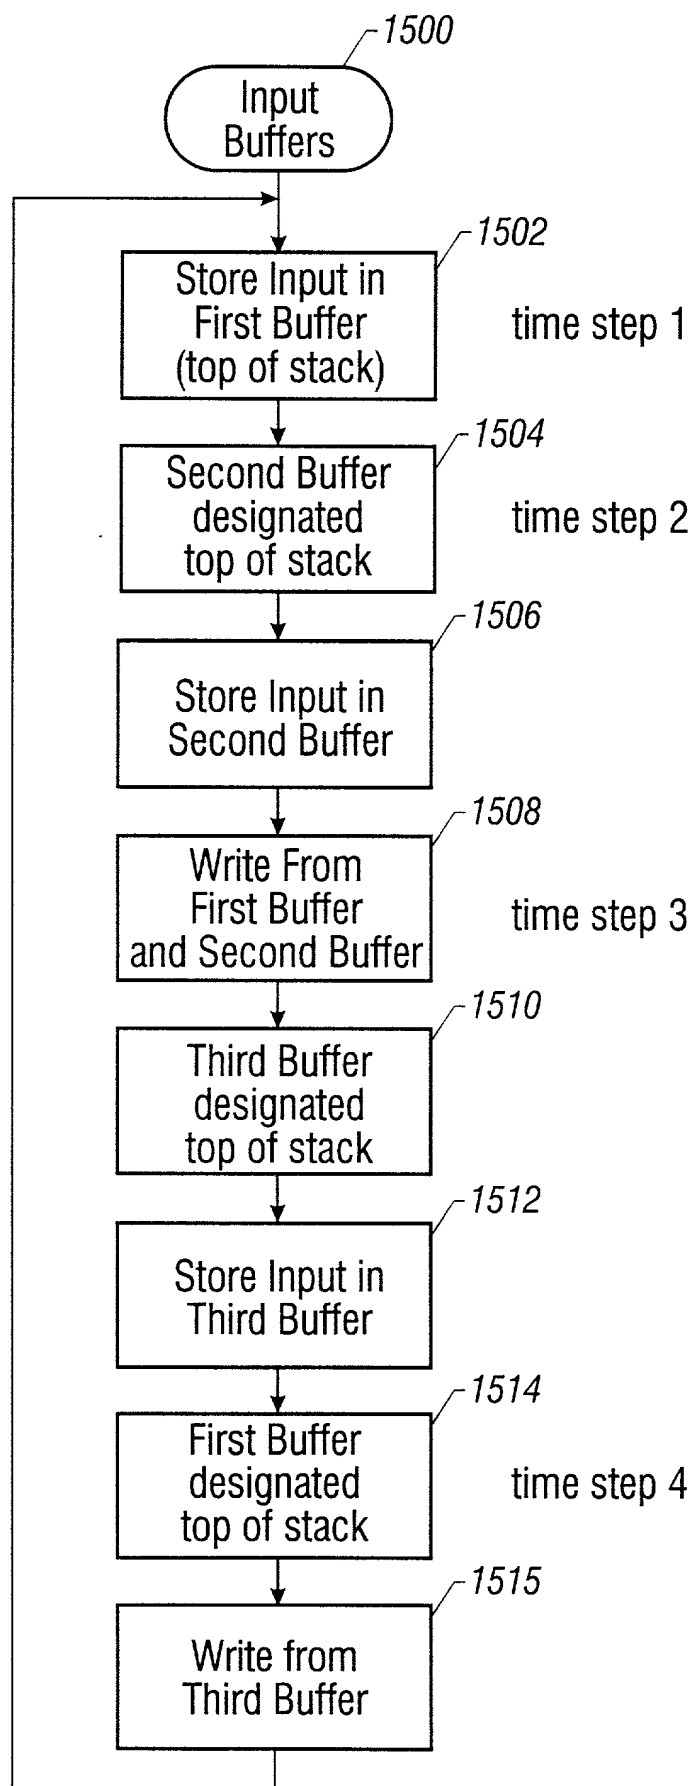 1500
Input
Buffers
1502
Store Input in
First Buffer
(top of stack)
time step 1
1504
Second Buffer
designated
top of stack
time step 2
1506
Store Input in
Second Buffer
1508
Write From
First Buffer
and Second Buffer
time step 3
1510
Third Buffer
designated
top of stack
1512
Store Input in
Third Buffer
1514
First Buffer
designated
top of stack
time step 4
1515
Write from
Third Buffer